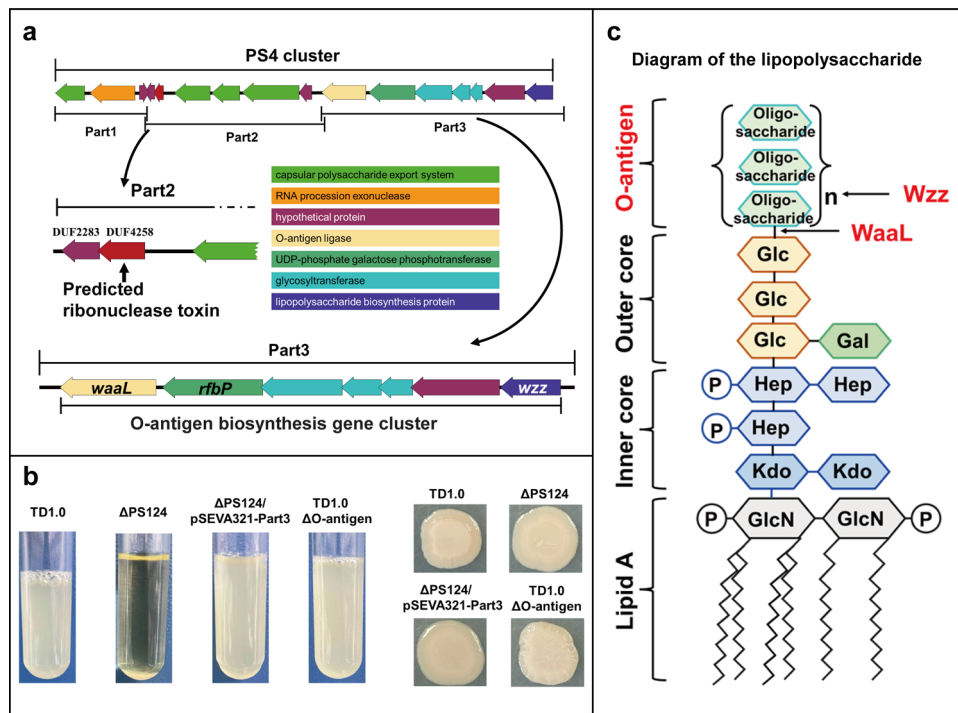 a
PS4 cluster
Part1
Part2
Part3
Part2
DUF2283
DUF4258
Predicted
ribonuclease toxin
capsular polysaccharide export system
RNA procession exonuclease
hypothetical protein
O-antigen ligase
UDP-phosphate galactose phosphotransferase
glycosyltransferase
lipopolysaccharide biosynthesis protein
Part3
waaL
rfbP
wzz
O-antigen biosynthesis gene cluster
b
TD1.0
ΔPS124
ΔPS124/
pSEVA321-Part3
TD1.0
ΔO-antigen
TD1.0
ΔPS124
ΔPS124/
pSEVA321-Part3
TD1.0
ΔO-antigen
c
Diagram of the lipopolysaccharide
O-antigen
Oligo-
saccharide
Oligo-
saccharide
Oligo-
saccharide
n
Wzz
WaaL
Outer core
Glc
Glc
Glc
Gal
Inner core
P
Hep
Hep
P
Hep
Kdo
Kdo
Lipid A
P
GlcN
GlcN
P